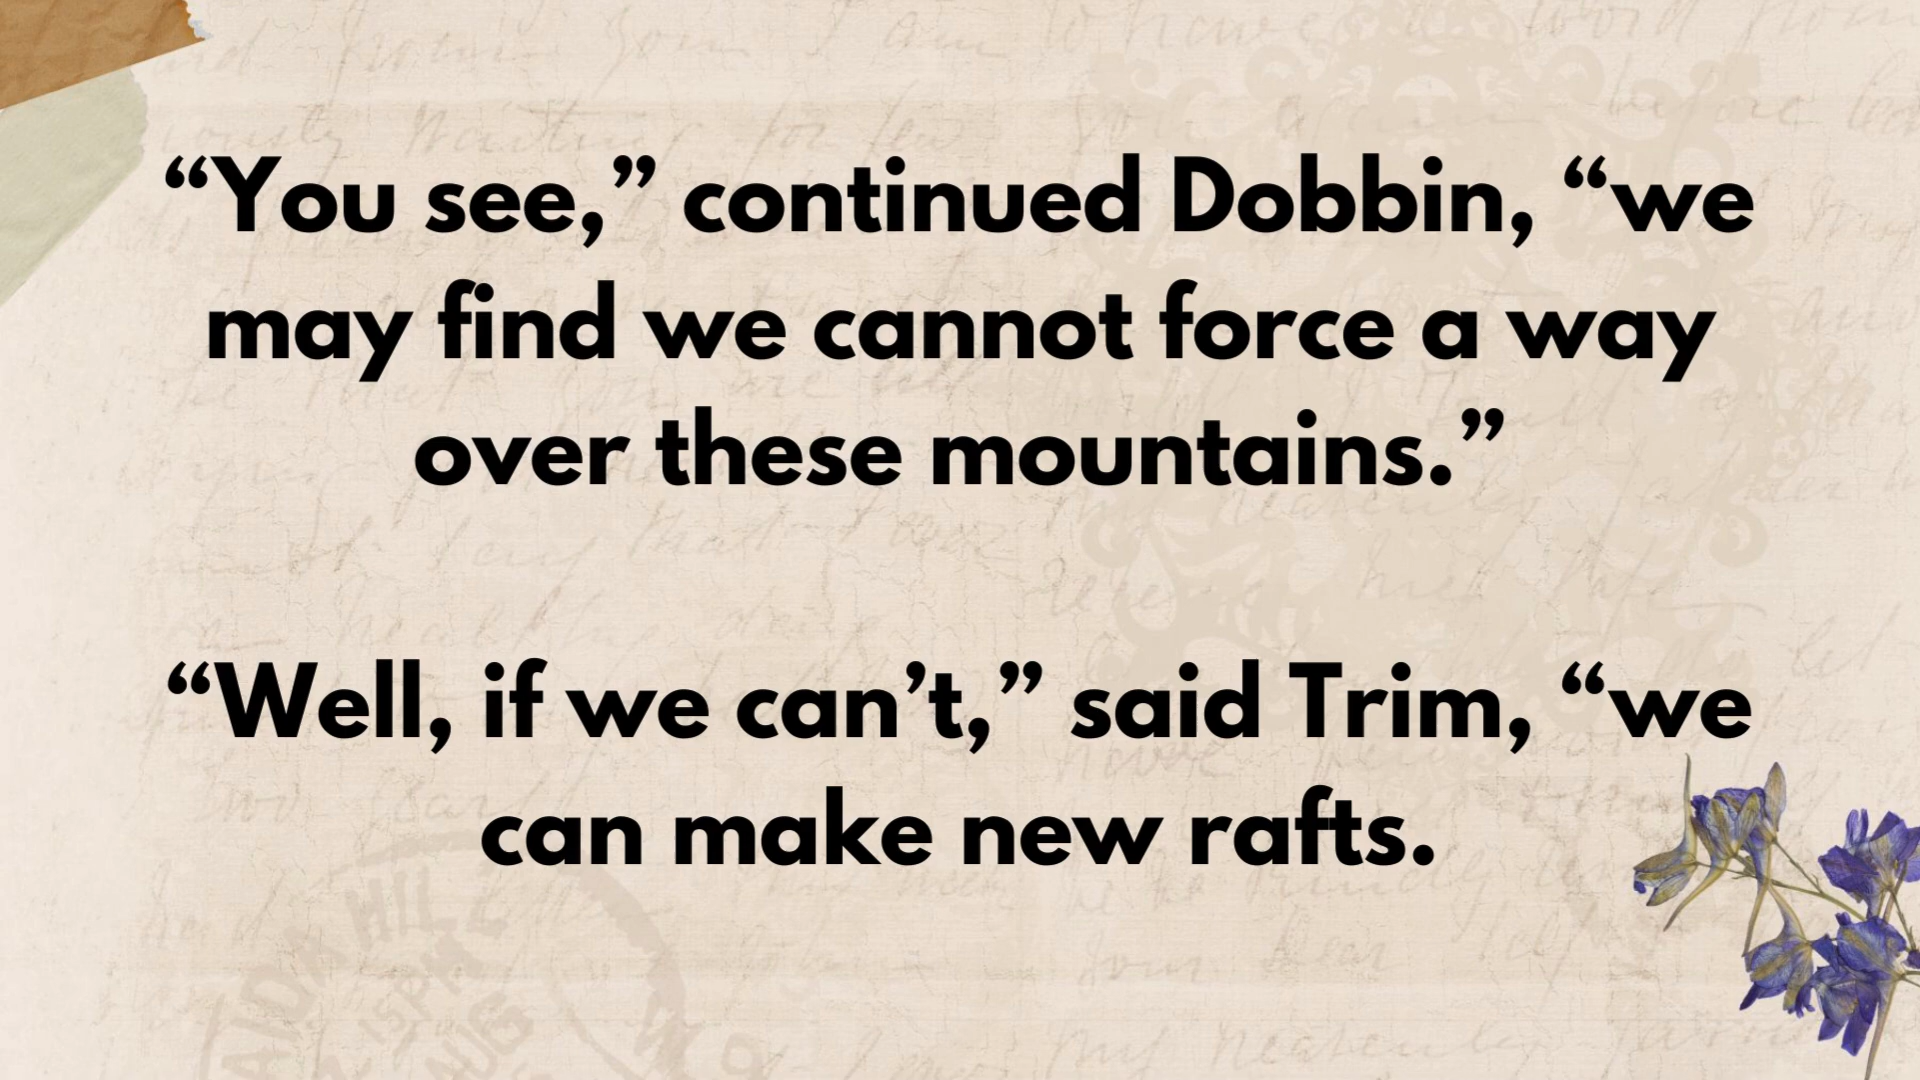 “You see,” continued Dobbin, “we
may find we cannot force a way
over these mountains.”
“Well, if we can’t,” said Trim, “we
can make new rafts.